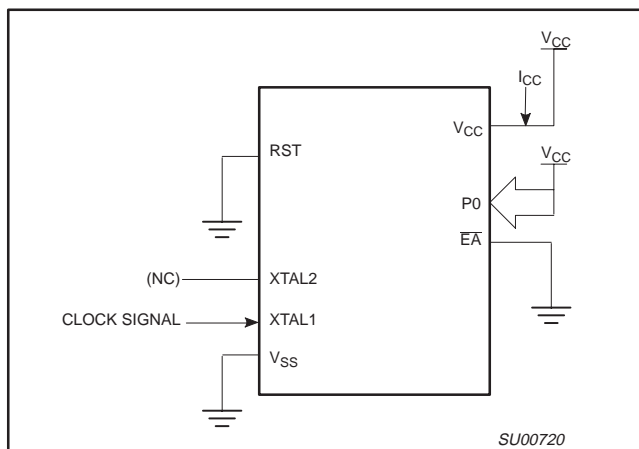 VCC
ICC
VCC
RST
VCC
P0
EA
(NC)
XTAL2
CLOCK SIGNAL
XTAL1
VSS
SU00720